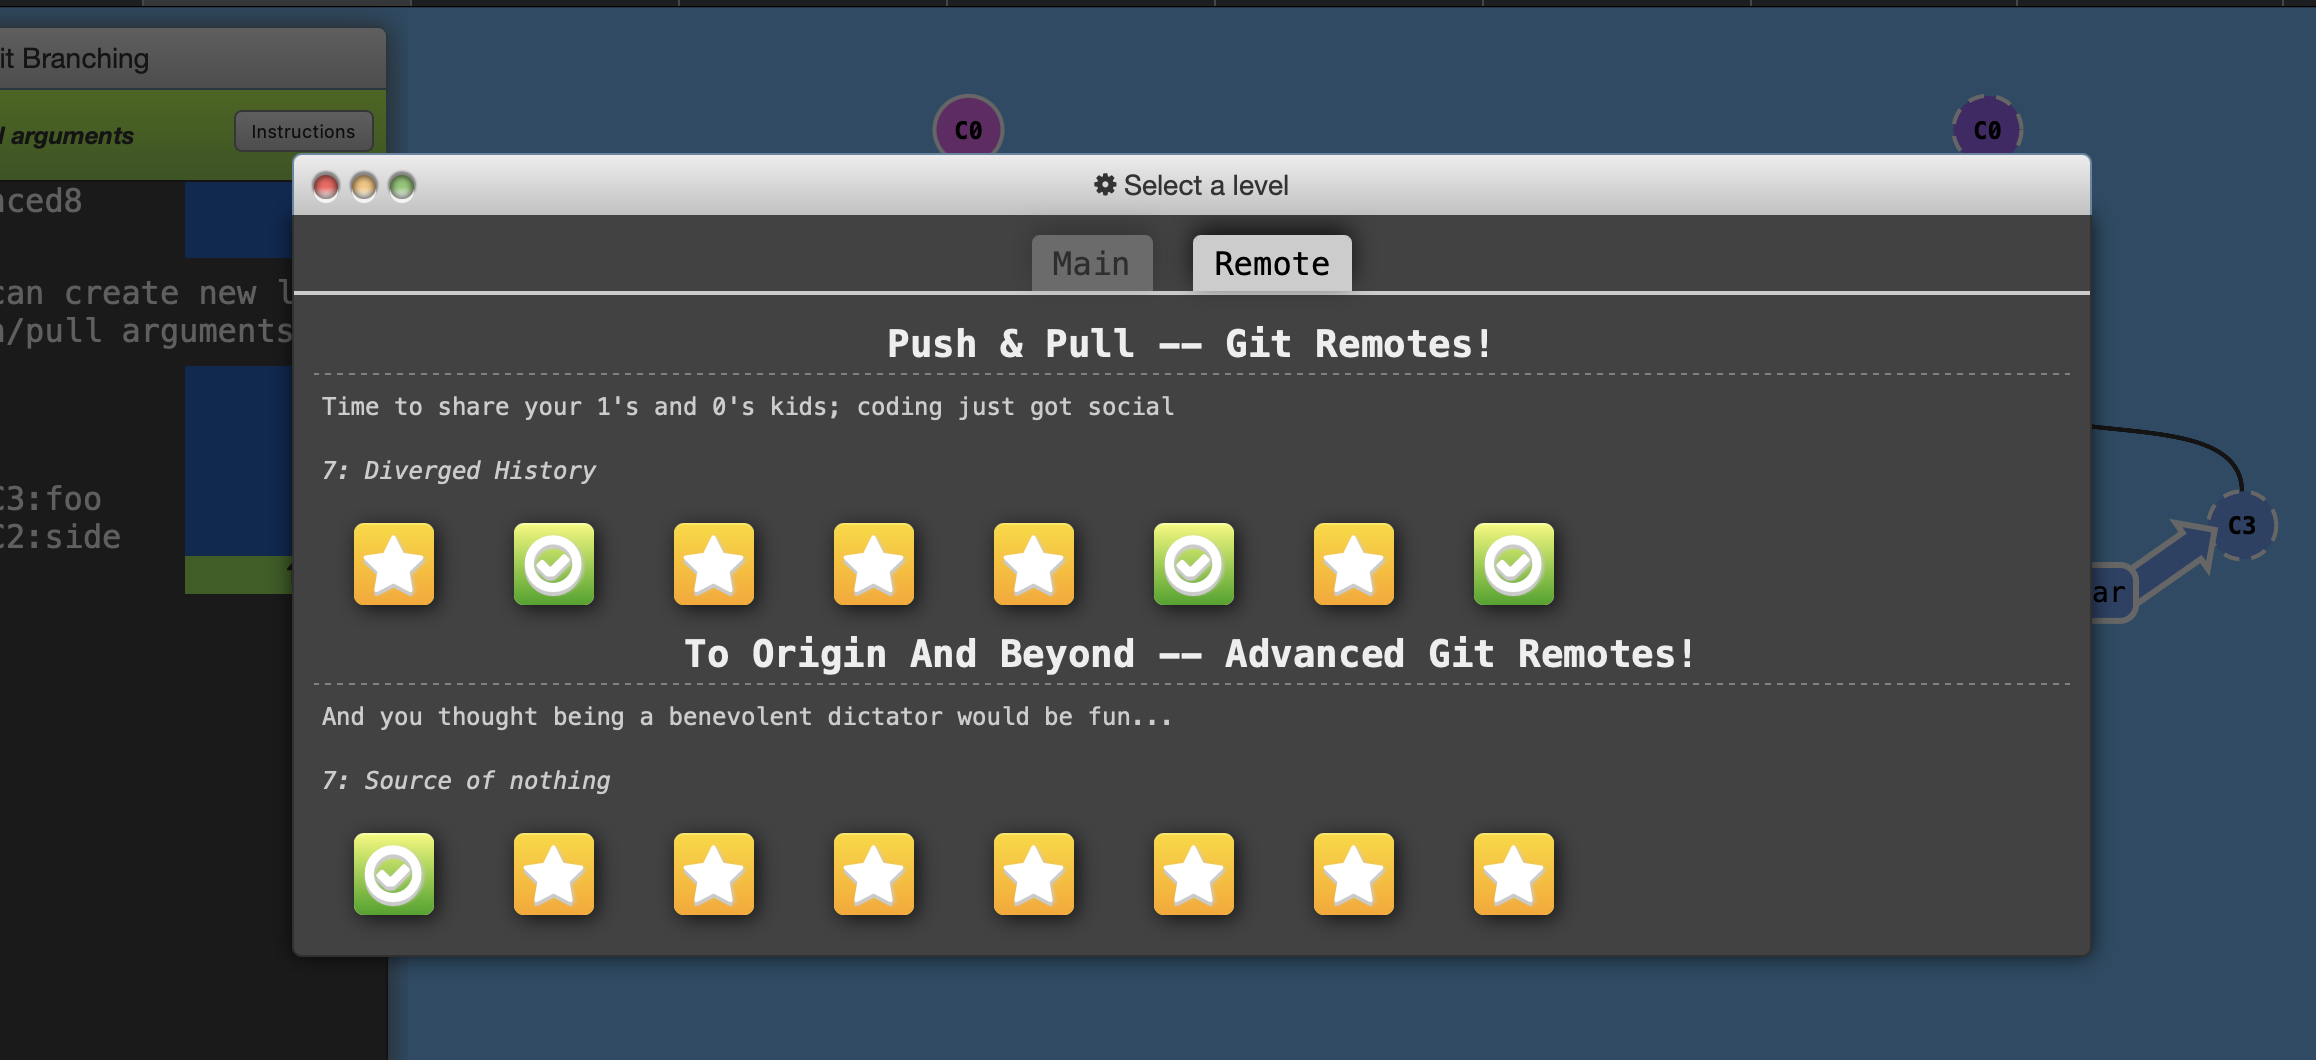 it Branching
arguments
Instructions
C0
C0
Select a level
nced8
Main
Remote
can create new l
n/pull arguments
Push & Pull -- Git Remotes!
Time to share your 1's and 0's kids; coding just got social
7: Diverged History
C3:foo
C2:side
C3
ar
To Origin And Beyond -- Advanced Git Remotes!
And you thought being a benevolent dictator would be fun...
7: Source of nothing